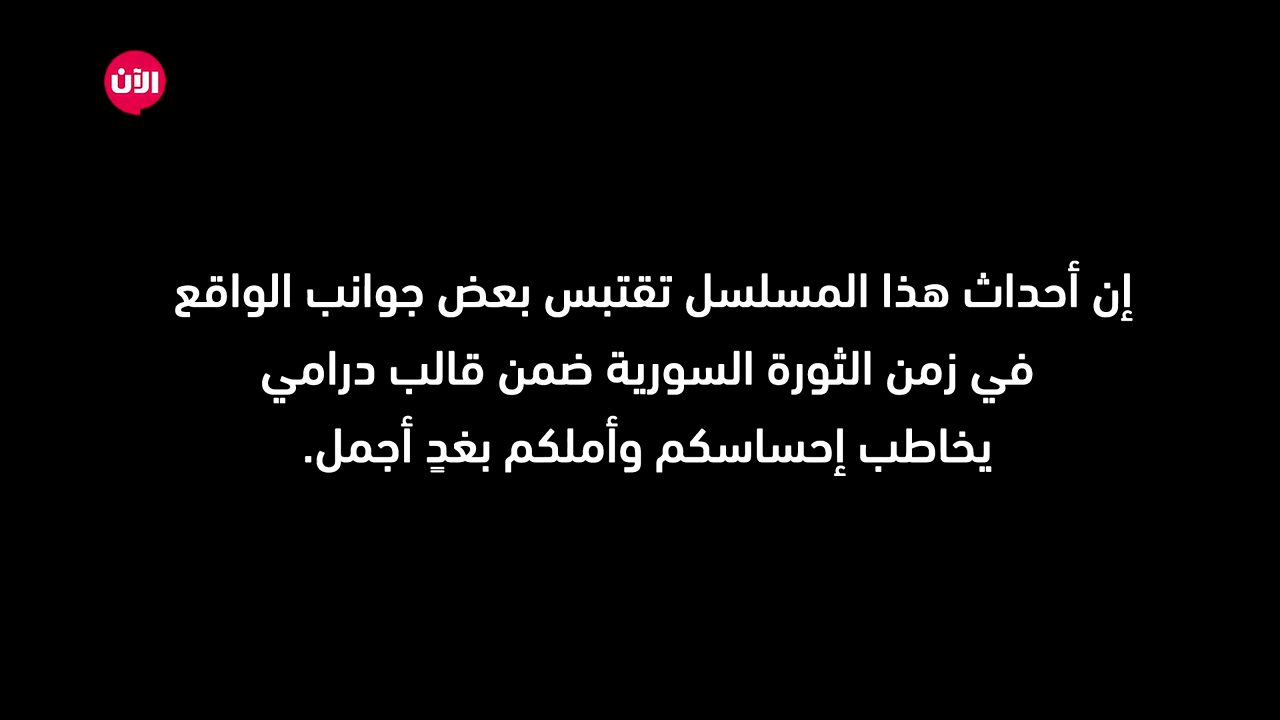 الآن
إن أحداث هذا المسلسل تقتبس بعض جوانب الواقع
في زمن الثورة السورية ضمن قالب درامي
يخاطب إحساسكم وأملكم بغدٍ أجمل.